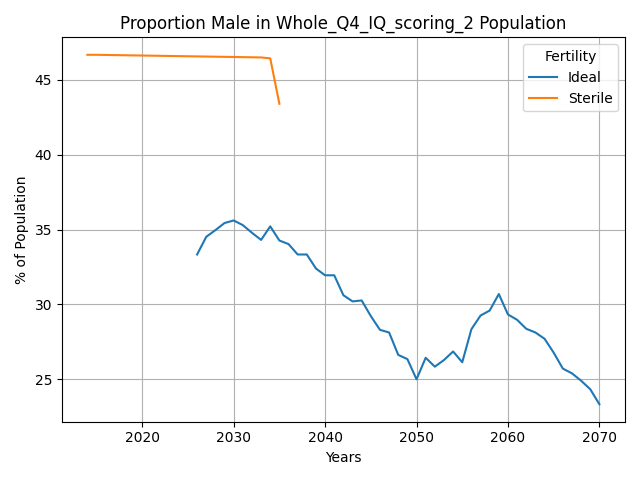 Proportion Male in Whole_Q4_IQ_scoring_2 Population
Fertility
Ideal
Sterile
% of Population
45
40
35
30
25
2020 2030 2040 2050 2060 2070
Years